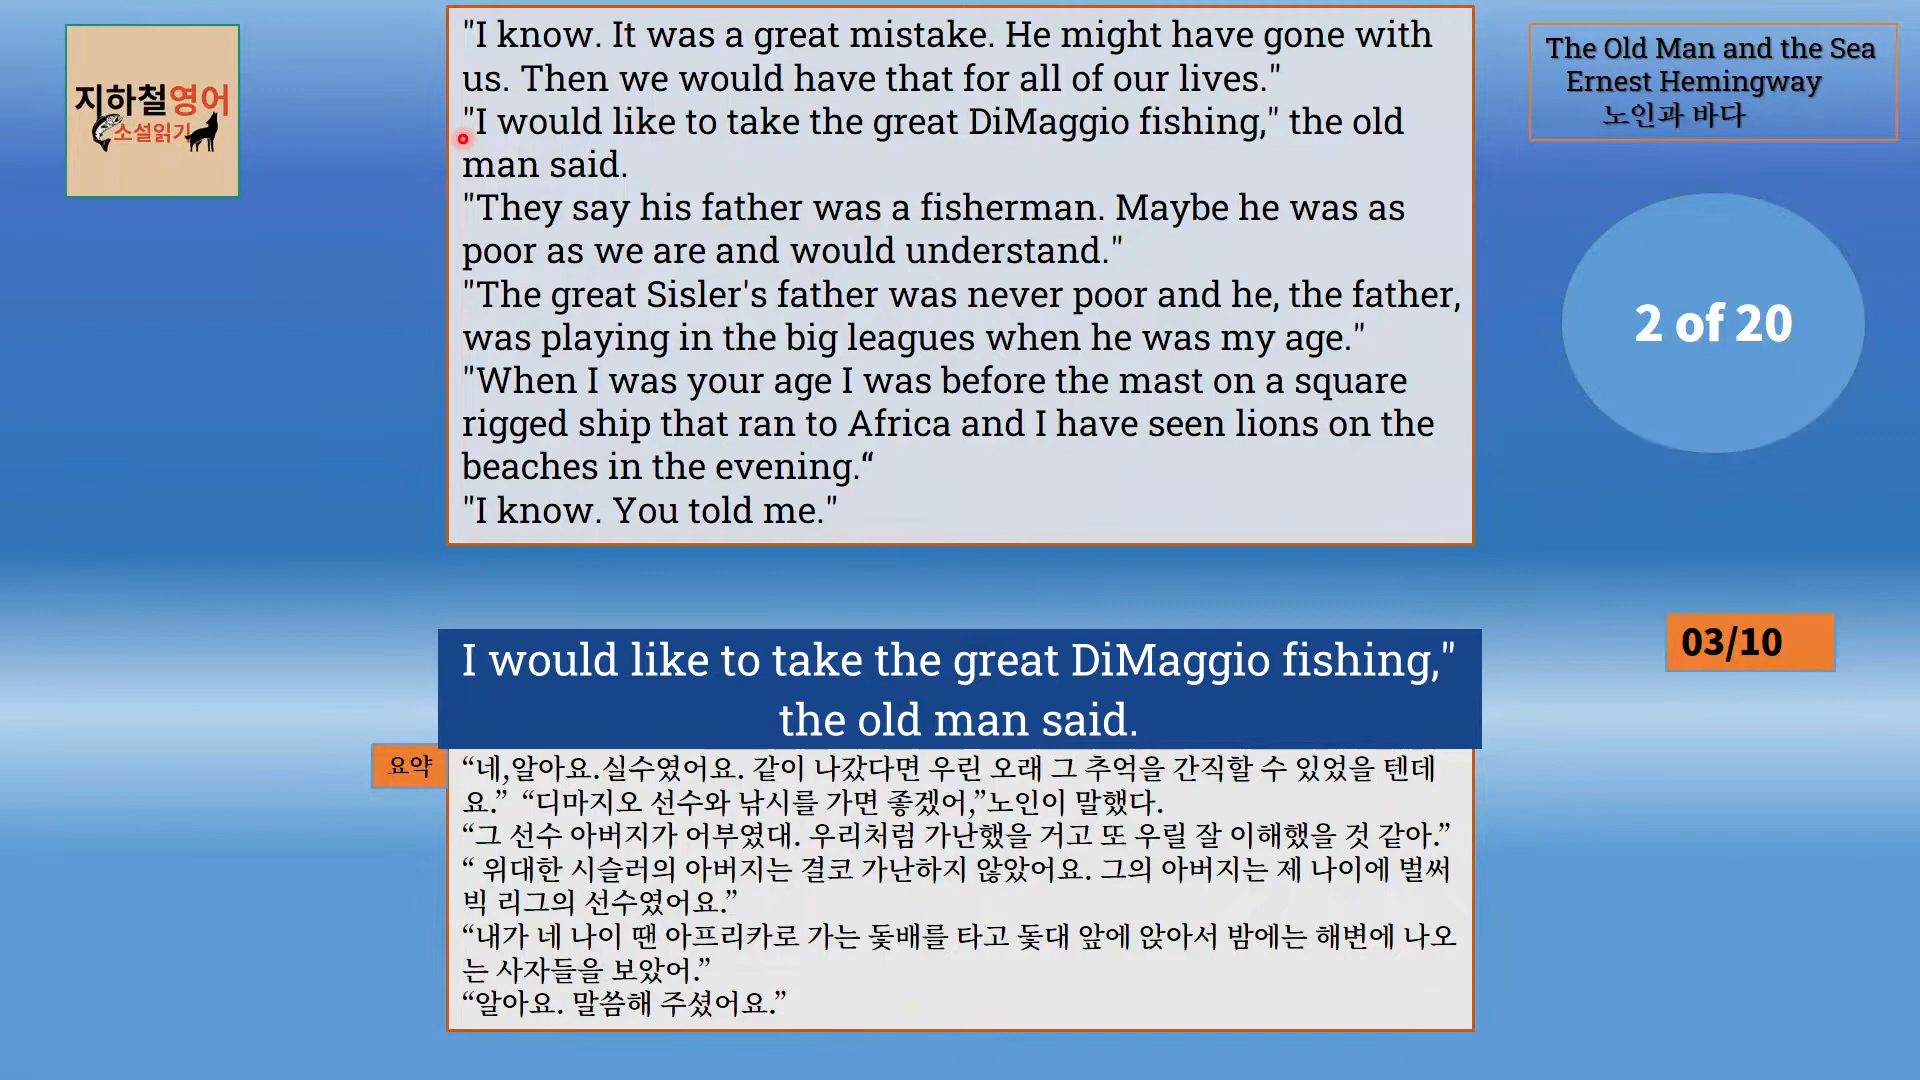 지하철영어
소설읽기
"I know. It was a great mistake. He might have gone with
us. Then we would have that for all of our lives."
"I would like to take the great DiMaggio fishing," the old
man said.
"They say his father was a fisherman. Maybe he was as
poor as we are and would understand."
"The great Sisler's father was never poor and he, the father,
was playing in the big leagues when he was my age."
"When I was your age I was before the mast on a square
rigged ship that ran to Africa and I have seen lions on the
beaches in the evening.“
"I know. You told me."
The Old Man and the Sea
Ernest Hemingway
노인과 바다
2 of 20
03/10
I would like to take the great DiMaggio fishing,"
the old man said.
요약
“네,알아요.실수였어요. 같이 나갔다면 우린 오래 그 추억을 간직할 수 있었을 텐데
요.” “디마지오 선수와 낚시를 가면 좋겠어,”노인이 말했다.
“그 선수 아버지가 어부였대. 우리처럼 가난했을 거고 또 우릴 잘 이해했을 것 같아.”
“ 위대한 시슬러의 아버지는 결코 가난하지 않았어요. 그의 아버지는 제 나이에 벌써
빅 리그의 선수였어요.”
“내가 네 나이 땐 아프리카로 가는 돛배를 타고 돛대 앞에 앉아서 밤에는 해변에 나오
는 사자들을 보았어.”
“알아요. 말씀해 주셨어요.”